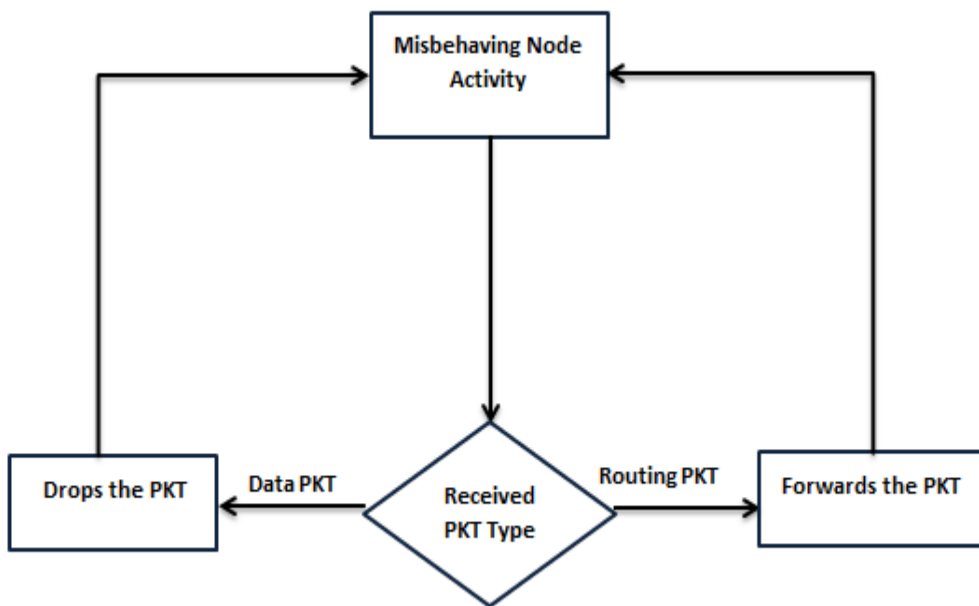 Misbehaving Node
Activity
Drops the PKT
Data PKT
Received
PKT Type
Routing PKT
Forwards the PKT